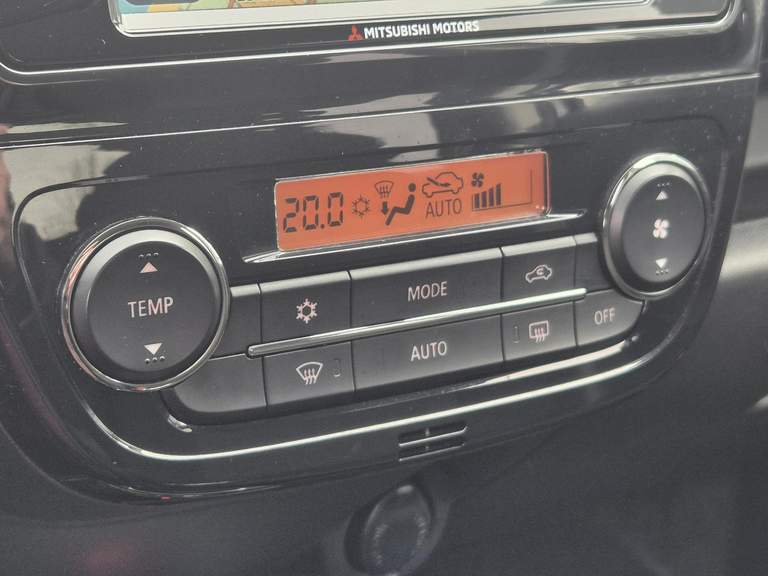 MITSUBISHI MOTORS
20.0
AUTO
TEMP
MODE
AUTO
OFF